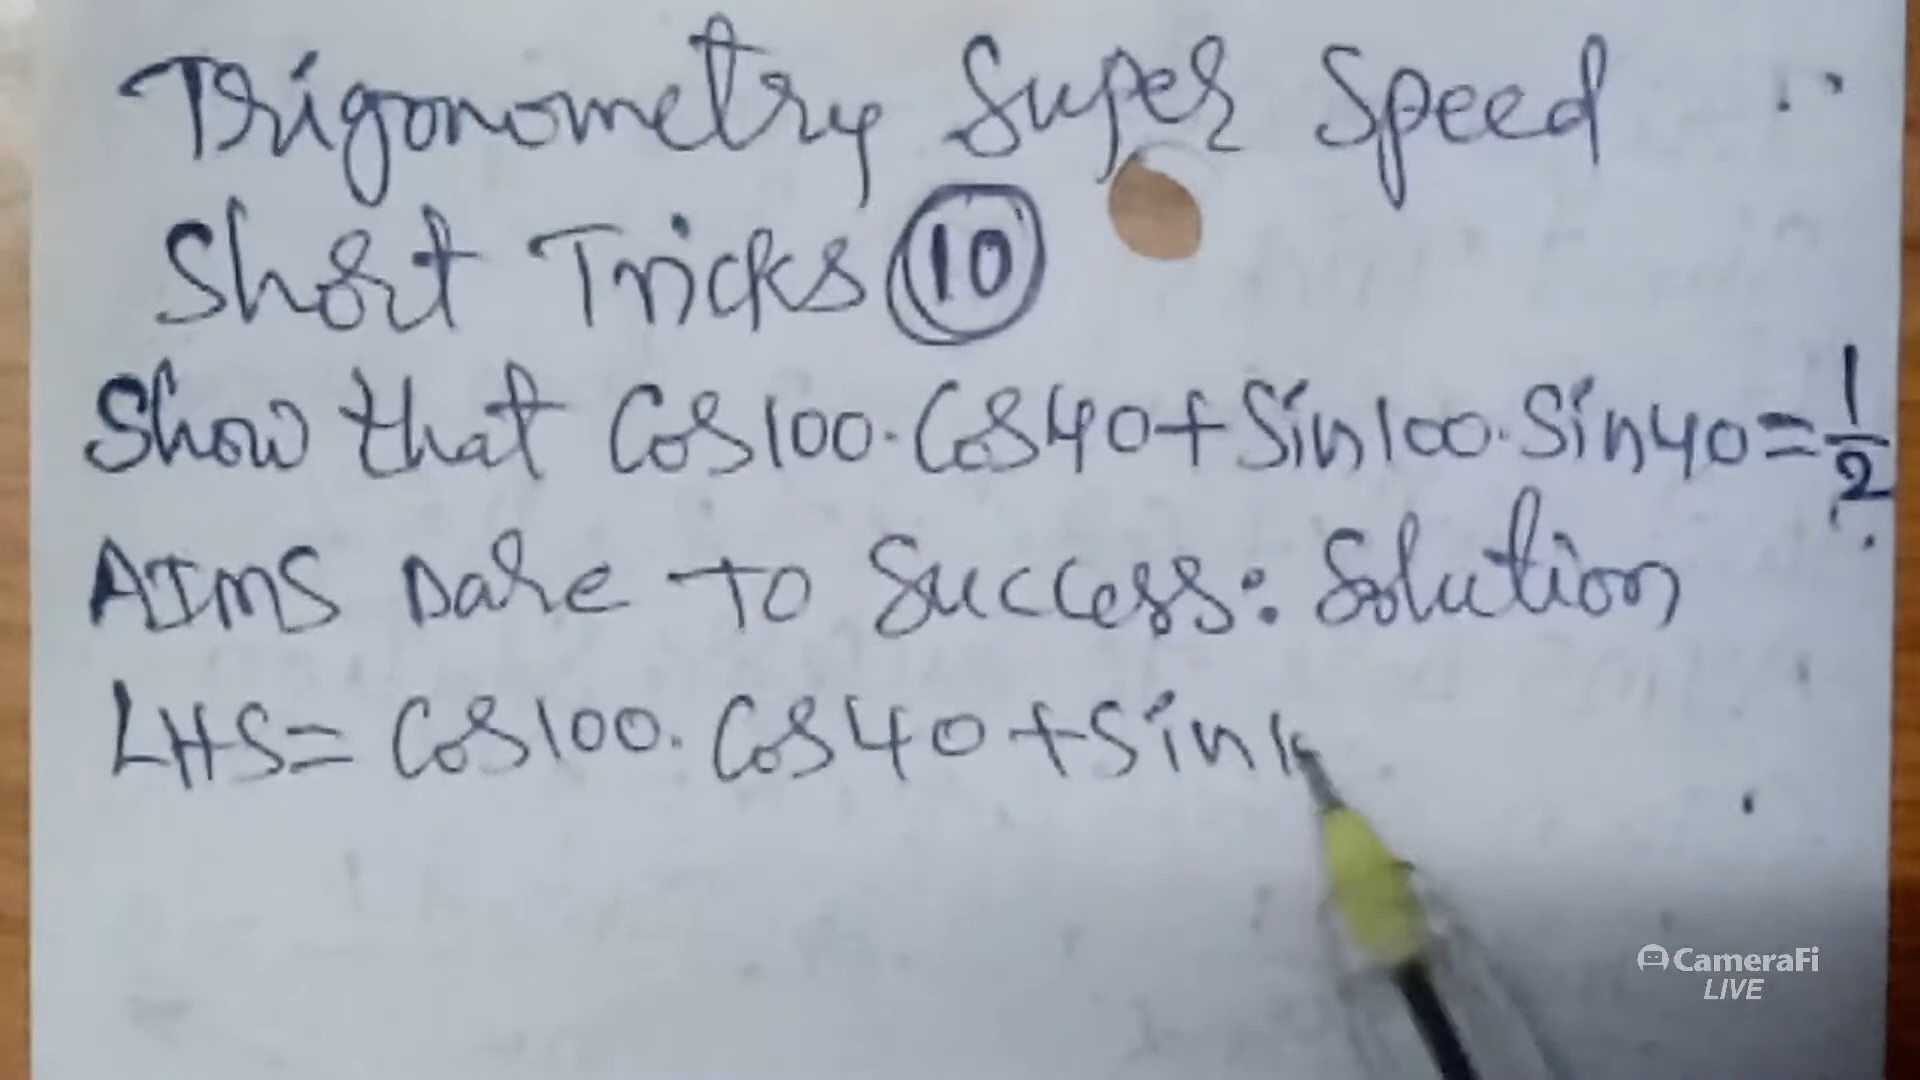 Trigonometry Super Speed
Short Tricks 10
Show that Cos100.Cos40+Sin100.Sin40=1/2
AIMS Dare to Success: Solution
LHS= Cos100.Cos40+Sin1
CameraFi
LIVE